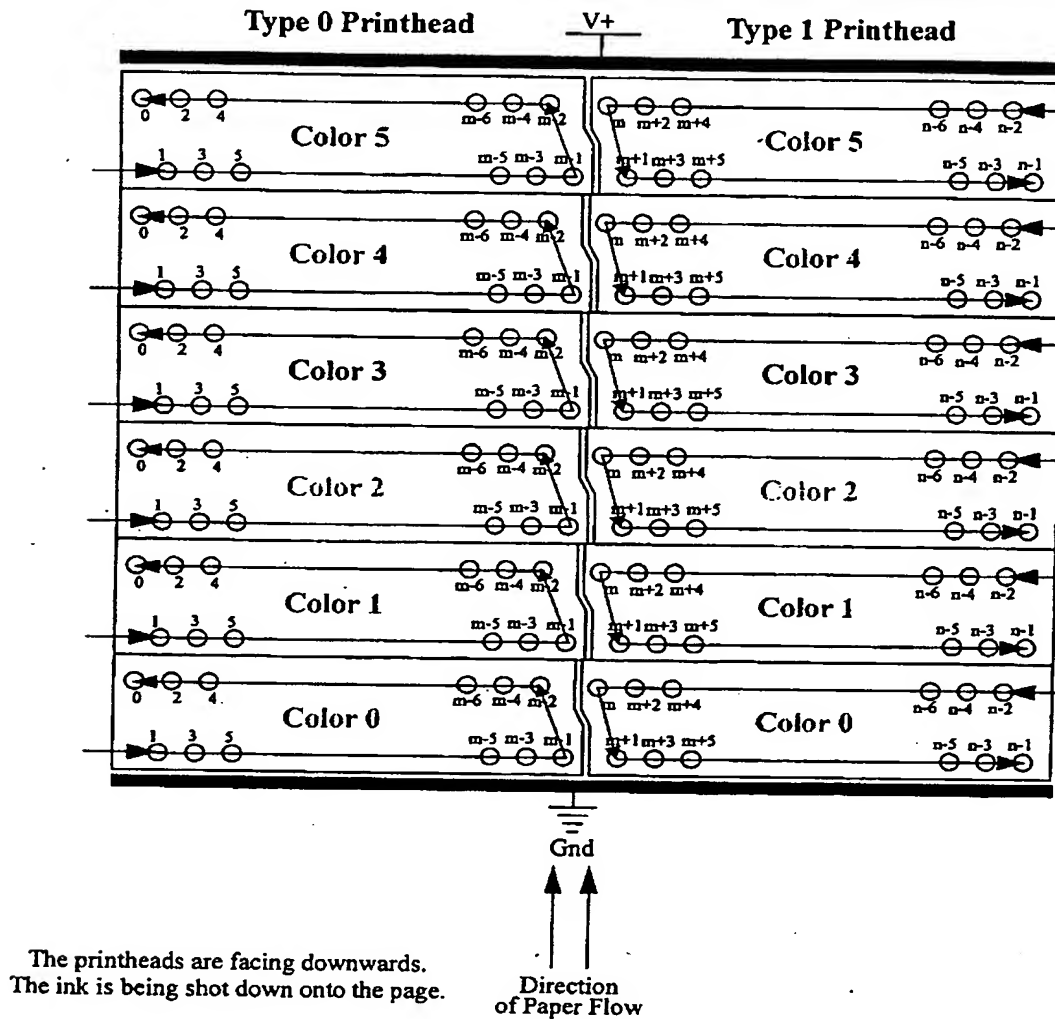 Type 0 Printhead V+ Type 1 Printhead
0 2 4 m-6 m-4 m-2 m m+2 m+4 n-6 n-4 n-2
Color 5 Color 5
1 3 5 m-5 m-3 m-1 m+1 m+3 m+5 n-5 n-3 n-1
0 2 4 m-6 m-4 m-2 m m+2 m+4 n-6 n-4 n-2
Color 4 Color 4
1 3 5 m-5 m-3 m-1 m+1 m+3 m+5 n-5 n-3 n-1
0 2 4 m-6 m-4 m-2 m m+2 m+4 n-6 n-4 n-2
Color 3 Color 3
1 3 5 m-5 m-3 m-1 m+1 m+3 m+5 n-5 n-3 n-1
0 2 4 m-6 m-4 m-2 m m+2 m+4 n-6 n-4 n-2
Color 2 Color 2
1 3 5 m-5 m-3 m-1 m+1 m+3 m+5 n-5 n-3 n-1
0 2 4 m-6 m-4 m-2 m m+2 m+4 n-6 n-4 n-2
Color 1 Color 1
1 3 5 m-5 m-3 m-1 m+1 m+3 m+5 n-5 n-3 n-1
0 2 4 m-6 m-4 m-2 m m+2 m+4 n-6 n-4 n-2
Color 0 Color 0
1 3 5 m-5 m-3 m-1 m+1 m+3 m+5 n-5 n-3 n-1
Gnd
The printheads are facing downwards.
The ink is being shot down onto the page.
Direction
of Paper Flow